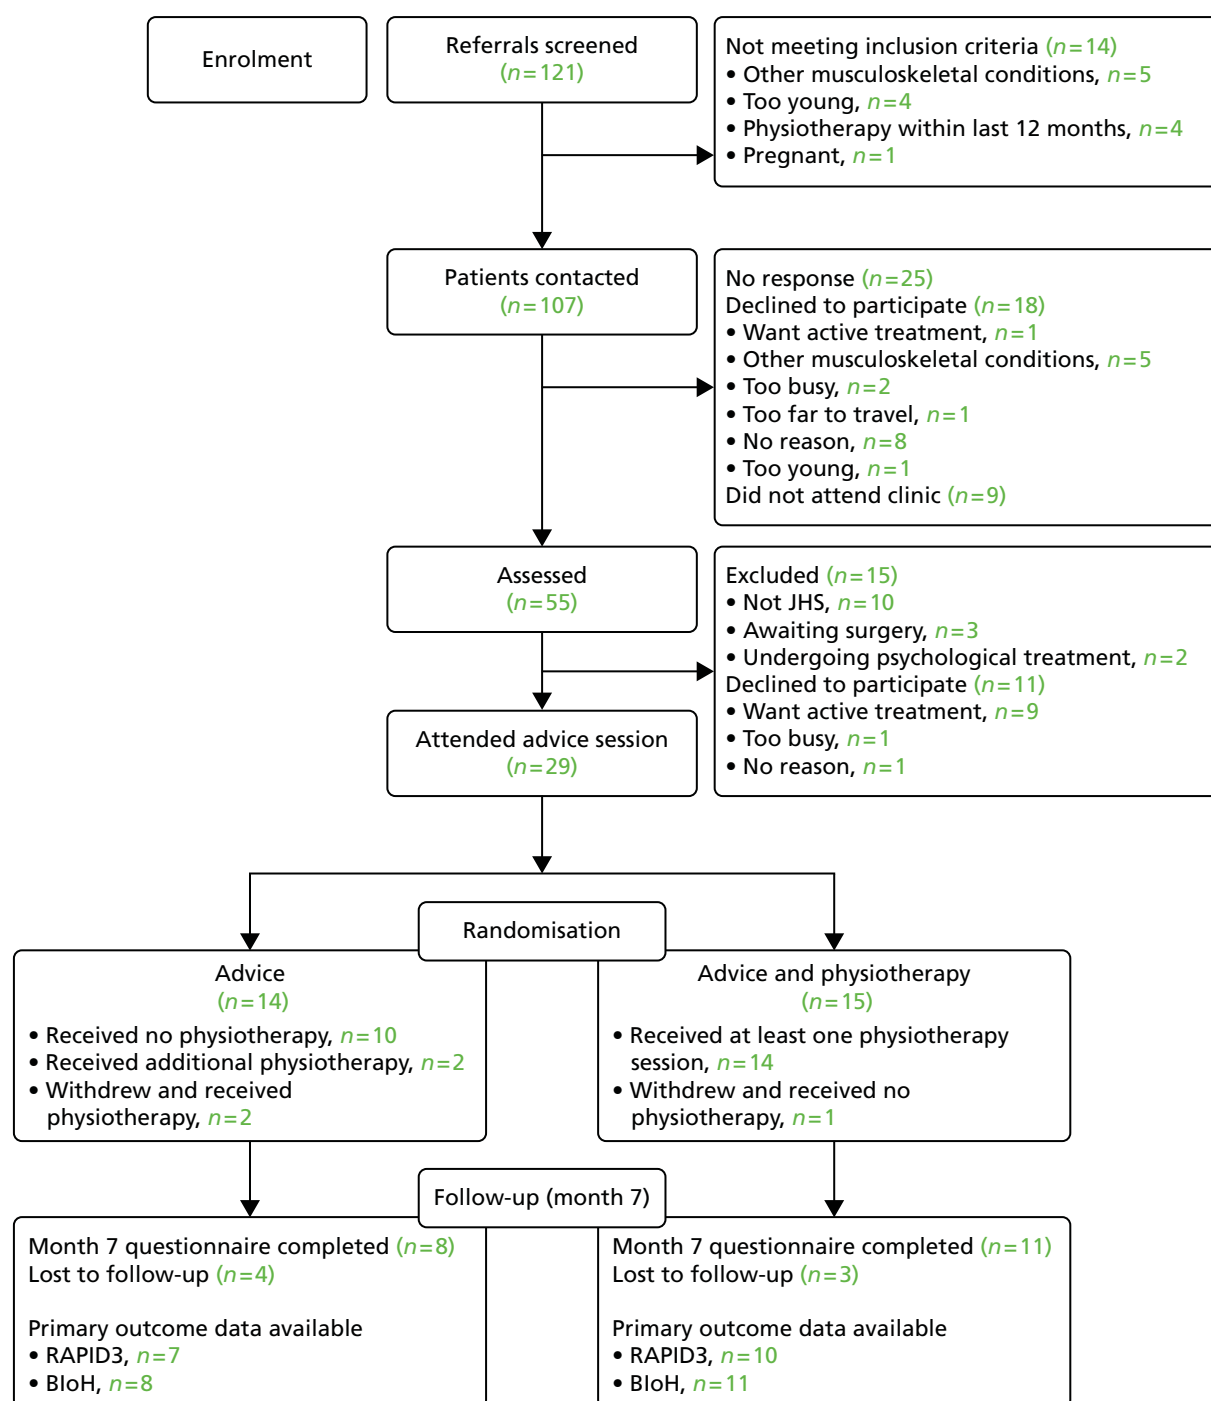 Enrolment
Referrals screened
(n=121)
Not meeting inclusion criteria (n=14)
• Other musculoskeletal conditions, n=5
• Too young, n=4
• Physiotherapy within last 12 months, n=4
• Pregnant, n=1
Patients contacted
(n=107)
No response (n=25)
Declined to participate (n=18)
• Want active treatment, n=1
• Other musculoskeletal conditions, n=5
• Too busy, n=2
• Too far to travel, n=1
• No reason, n=8
• Too young, n=1
Did not attend clinic (n=9)
Assessed
(n=55)
Excluded (n=15)
• Not JHS, n=10
• Awaiting surgery, n=3
• Undergoing psychological treatment, n=2
Declined to participate (n=11)
• Want active treatment, n=9
• Too busy, n=1
• No reason, n=1
Attended advice session
(n=29)
Randomisation
Advice
(n=14)
• Received no physiotherapy, n=10
• Received additional physiotherapy, n=2
• Withdrew and received
physiotherapy, n=2
Advice and physiotherapy
(n=15)
• Received at least one physiotherapy
session, n=14
• Withdrew and received no
physiotherapy, n=1
Follow-up (month 7)
Month 7 questionnaire completed (n=8)
Lost to follow-up (n=4)
Primary outcome data available
• RAPID3, n=7
• BIoH, n=8
Month 7 questionnaire completed (n=11)
Lost to follow-up (n=3)
Primary outcome data available
• RAPID3, n=10
• BIoH, n=11